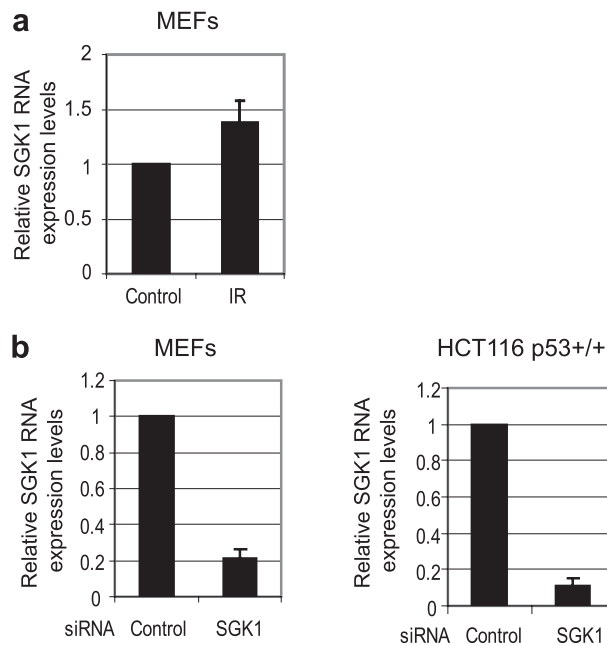 a
MEFs
Relative SGK1 RNA
expression levels
2
1.5
1
0.5
0
Control IR
b
MEFs
Relative SGK1 RNA
expression levels
1.2
1
0.8
0.6
0.4
0.2
0
siRNA Control SGK1
HCT116 p53+/+
Relative SGK1 RNA
expression levels
1.2
1
0.8
0.6
0.4
0.2
0
siRNA Control SGK1